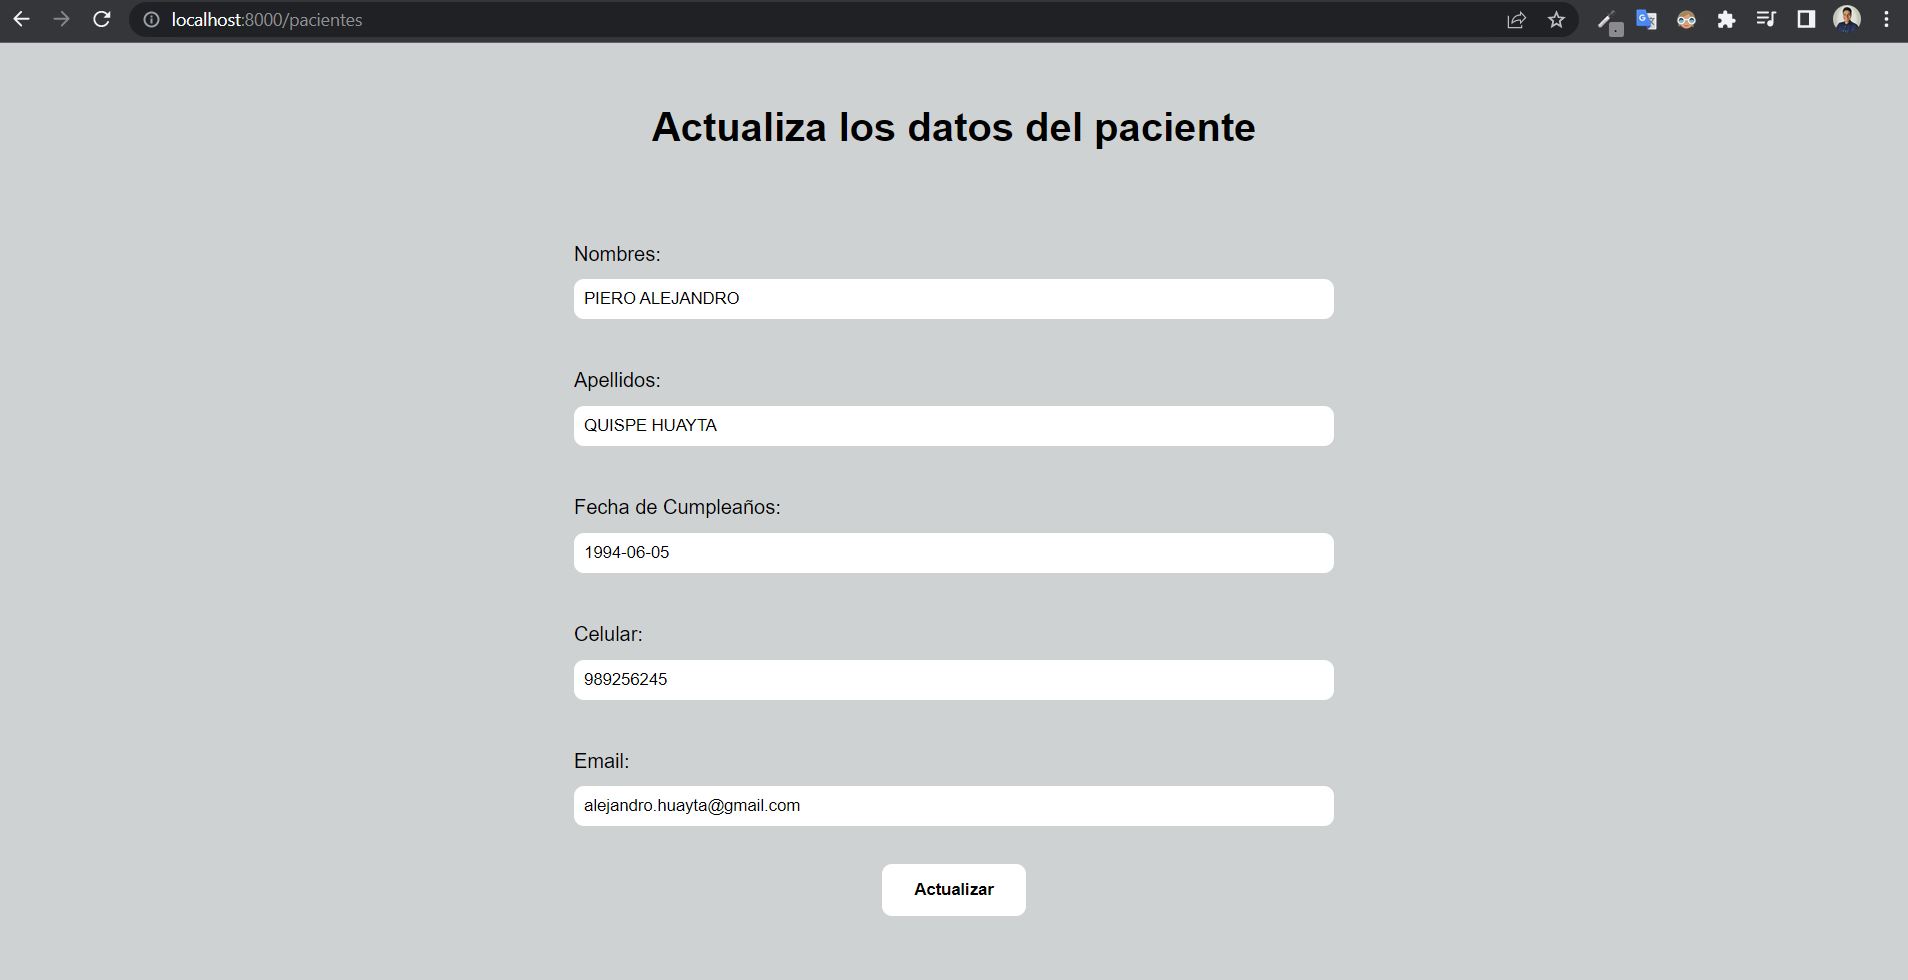 localhost:8000/pacientes
Actualiza los datos del paciente
Nombres:
PIERO ALEJANDRO
Apellidos:
QUISPE HUAYTA
Fecha de Cumpleaños:
1994-06-05
Celular:
989256245
Email:
alejandro.huayta@gmail.com
Actualizar